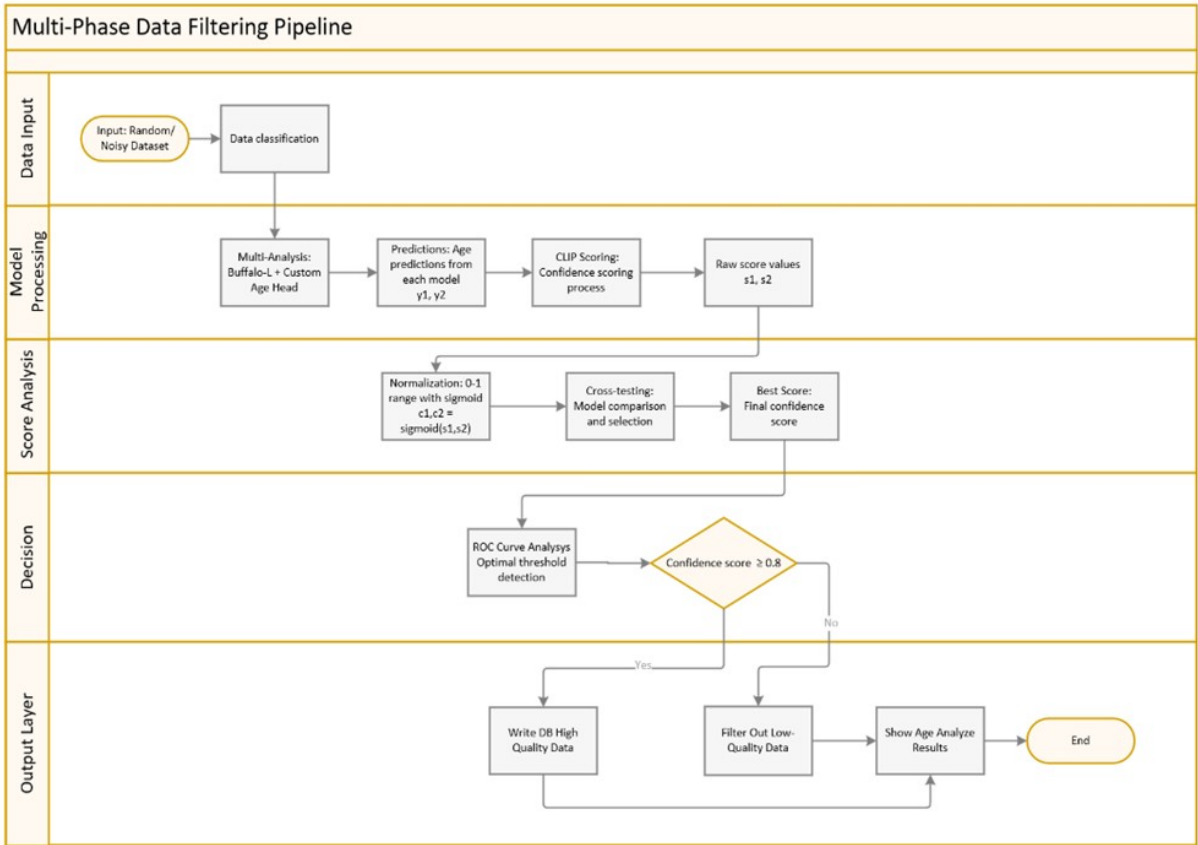 Multi-Phase Data Filtering Pipeline
Data Input
Input: Random/
Noisy Dataset
Data classification
Model
Processing
Multi-Analysis:
Buffalo-L + Custom
Age Head
Predictions: Age
predictions from
each model
y1, y2
CLIP Scoring:
Confidence scoring
process
Raw score values
s1, s2
Score Analysis
Normalization: 0-1
range with sigmoid
c1,c2 =
sigmoid(s1,s2)
Cross-testing:
Model comparison
and selection
Best Score:
Final confidence
score
Decision
ROC Curve Analysys
Optimal threshold
detection
Confidence score ≥ 0.8
No
Yes
Output Layer
Write DB High
Quality Data
Filter Out Low-
Quality Data
Show Age Analyze
Results
End